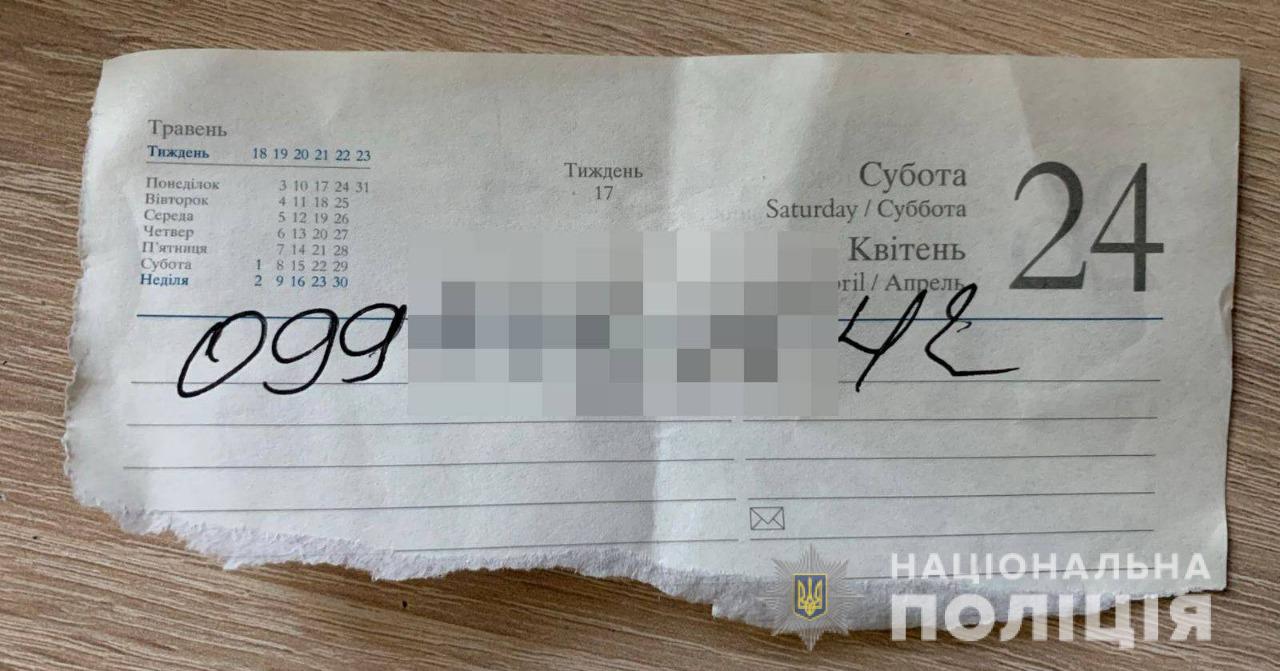 Травень
Тиждень 18 19 20 21 22 23
Понеділок 3 10 17 24 31
Вівторок 4 11 18 25
Середа 5 12 19 26
Четвер 6 13 20 27
П'ятниця 7 14 21 28
Субота 1 8 15 22 29
Неділя 2 9 16 23 30
Тиждень
17
Субота
Saturday / Суббота
Квітень
ril / Апрель
24
099 42
НАЦІОНАЛЬНА
ПОЛІЦІЯ